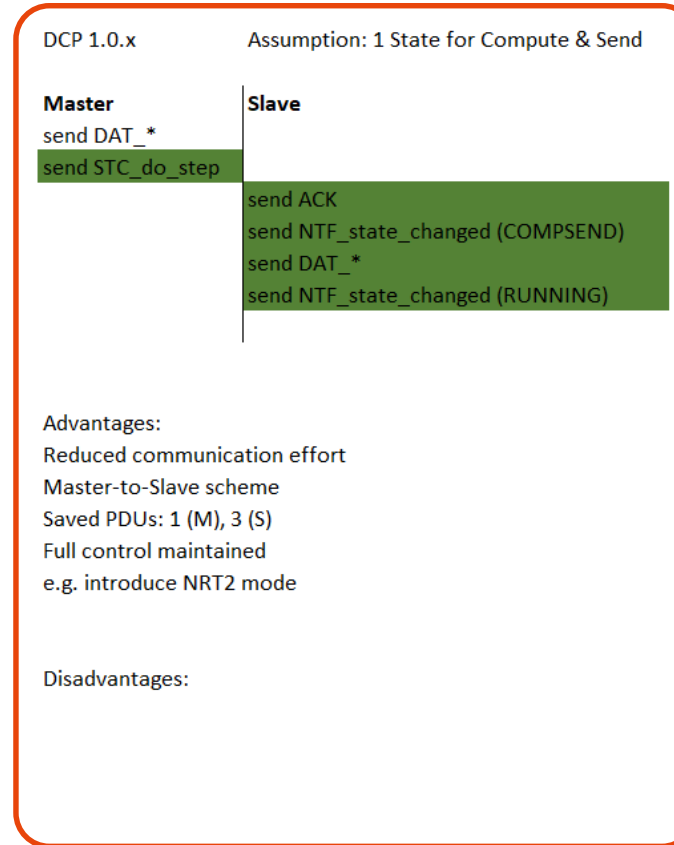 DCP 1.0.x Assumption: 1 State for Compute & Send
Master Slave
send DAT_*
send STC_do_step
send ACK
send NTF_state_changed (COMPSEND)
send DAT_*
send NTF_state_changed (RUNNING)
Advantages:
Reduced communication effort
Master-to-Slave scheme
Saved PDUs: 1 (M), 3 (S)
Full control maintained
e.g. introduce NRT2 mode
Disadvantages: